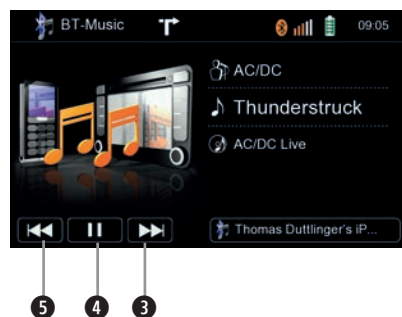 BT-Music 09:05
AC/DC
Thunderstruck
AC/DC Live
Thomas Duttlinger's iP...
5 4 3